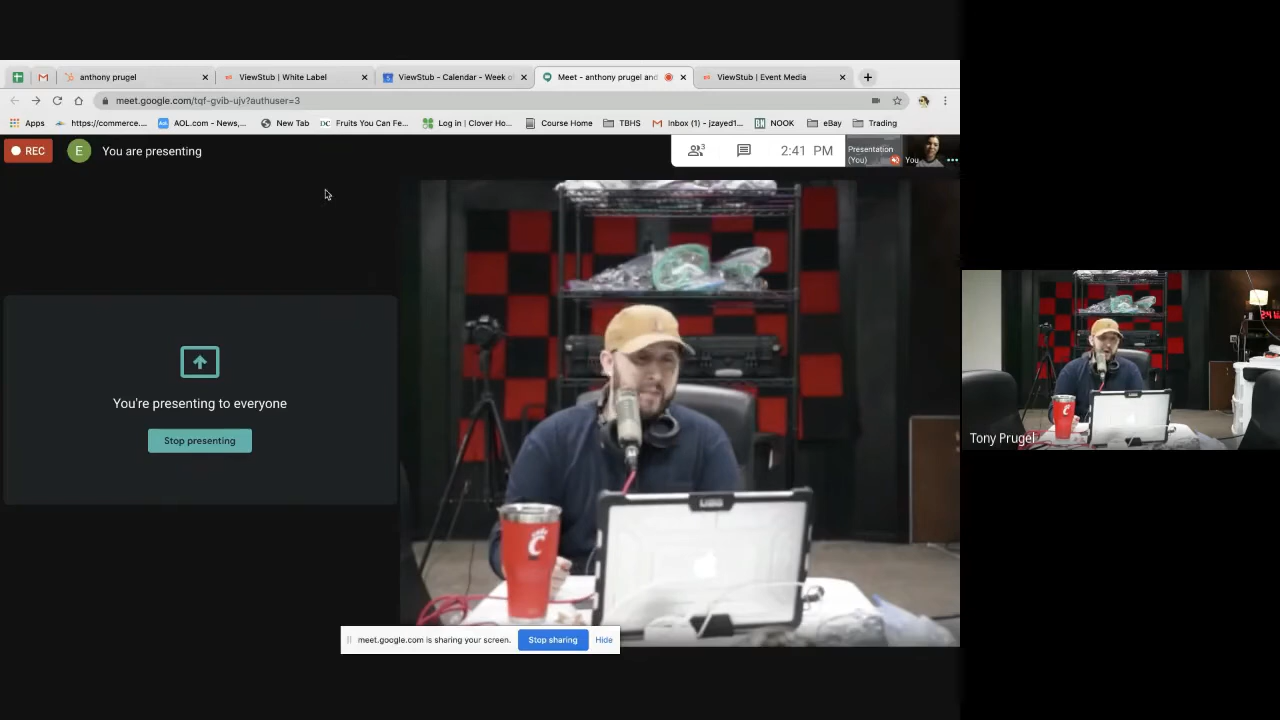 anthony prugel
ViewStub | White Label
ViewStub - Calendar - Week o
Meet - anthony prugel and
ViewStub | Event Media
meet.google.com/tqf-gvib-ujv?authuser=3
Apps
https://commerce....
AOL.com - News,...
New Tab
DC
Fruits You Can Fe...
Log in | Clover Ho...
Course Home
TBHS
Inbox (1) - jzayed1...
NOOK
eBay
Trading
REC
E
You are presenting
3
2:41 PM
Presentation
(You)
You
You're presenting to everyone
Stop presenting
C
UAG
meet.google.com is sharing your screen.
Stop sharing
Hide
C
Tony Prugel